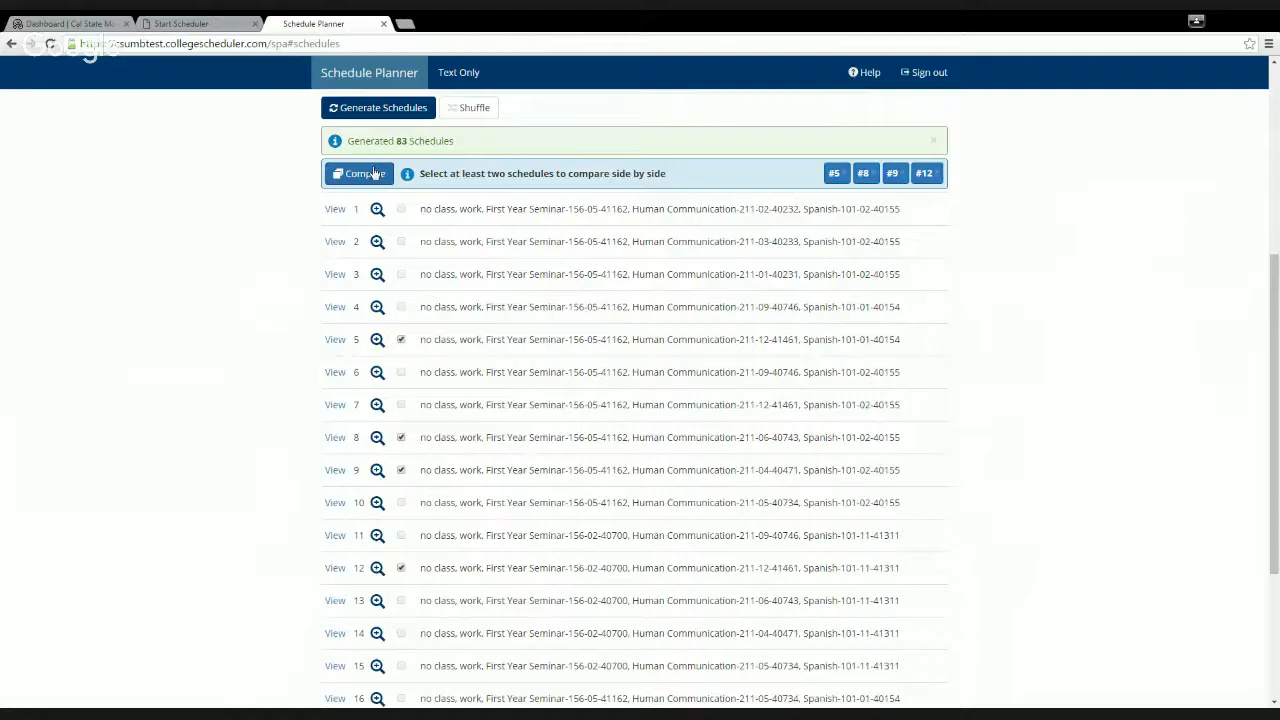 Dashboard | Cal State Mo
Start Scheduler
Schedule Planner
csumbtest.collegescheduler.com/spa#schedules
Google
Schedule Planner
Text Only
Help
Sign out
Generate Schedules
Shuffle
Generated 83 Schedules
Compare
Select at least two schedules to compare side by side
#5
#8
#9
#12
View 1 no class, work, First Year Seminar-156-05-41162, Human Communication-211-02-40232, Spanish-101-02-40155
View 2 no class, work, First Year Seminar-156-05-41162, Human Communication-211-03-40233, Spanish-101-02-40155
View 3 no class, work, First Year Seminar-156-05-41162, Human Communication-211-01-40231, Spanish-101-02-40155
View 4 no class, work, First Year Seminar-156-05-41162, Human Communication-211-09-40746, Spanish-101-01-40154
View 5 no class, work, First Year Seminar-156-05-41162, Human Communication-211-12-41461, Spanish-101-01-40154
View 6 no class, work, First Year Seminar-156-05-41162, Human Communication-211-09-40746, Spanish-101-02-40155
View 7 no class, work, First Year Seminar-156-05-41162, Human Communication-211-12-41461, Spanish-101-02-40155
View 8 no class, work, First Year Seminar-156-05-41162, Human Communication-211-06-40743, Spanish-101-02-40155
View 9 no class, work, First Year Seminar-156-05-41162, Human Communication-211-04-40471, Spanish-101-02-40155
View 10 no class, work, First Year Seminar-156-05-41162, Human Communication-211-05-40734, Spanish-101-02-40155
View 11 no class, work, First Year Seminar-156-02-40700, Human Communication-211-09-40746, Spanish-101-11-41311
View 12 no class, work, First Year Seminar-156-02-40700, Human Communication-211-12-41461, Spanish-101-11-41311
View 13 no class, work, First Year Seminar-156-02-40700, Human Communication-211-06-40743, Spanish-101-11-41311
View 14 no class, work, First Year Seminar-156-02-40700, Human Communication-211-04-40471, Spanish-101-11-41311
View 15 no class, work, First Year Seminar-156-02-40700, Human Communication-211-05-40734, Spanish-101-11-41311
View 16 no class, work, First Year Seminar-156-02-40700, Human Communication-211-05-40734, Spanish-101-01-40154